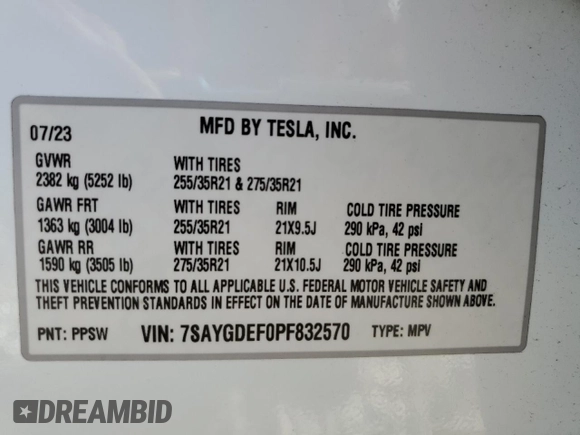 07/23 MFD BY TESLA, INC.
GVWR WITH TIRES
2382 kg (5252 lb) 255/35R21 & 275/35R21
GAWR FRT WITH TIRES RIM COLD TIRE PRESSURE
1363 kg (3004 lb) 255/35R21 21X9.5J 290 kPa, 42 psi
GAWR RR WITH TIRES RIM COLD TIRE PRESSURE
1590 kg (3505 lb) 275/35R21 21X10.5J 290 kPa, 42 psi
THIS VEHICLE CONFORMS TO ALL APPLICABLE U.S. FEDERAL MOTOR VEHICLE SAFETY AND
THEFT PREVENTION STANDARDS IN EFFECT ON THE DATE OF MANUFACTURE SHOWN ABOVE.
PNT: PPSW VIN: 7SAYGDEF0PF832570 TYPE: MPV
DREAMBID